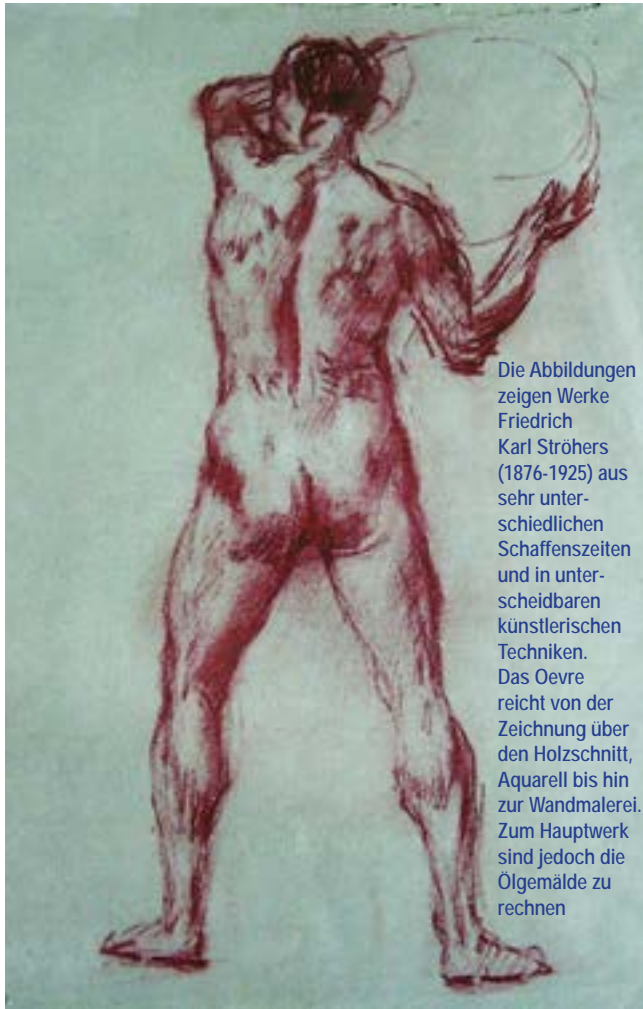 Die Abbildungen
zeigen Werke
Friedrich
Karl Ströhers
(1876-1925) aus
sehr unter-
schiedlichen
Schaffenszeiten
und in unter-
scheidbaren
künstlerischen
Techniken.
Das Oevre
reicht von der
Zeichnung über
den Holzschnitt,
Aquarell bis hin
zur Wandmalerei.
Zum Hauptwerk
sind jedoch die
Ölgemälde zu
rechnen